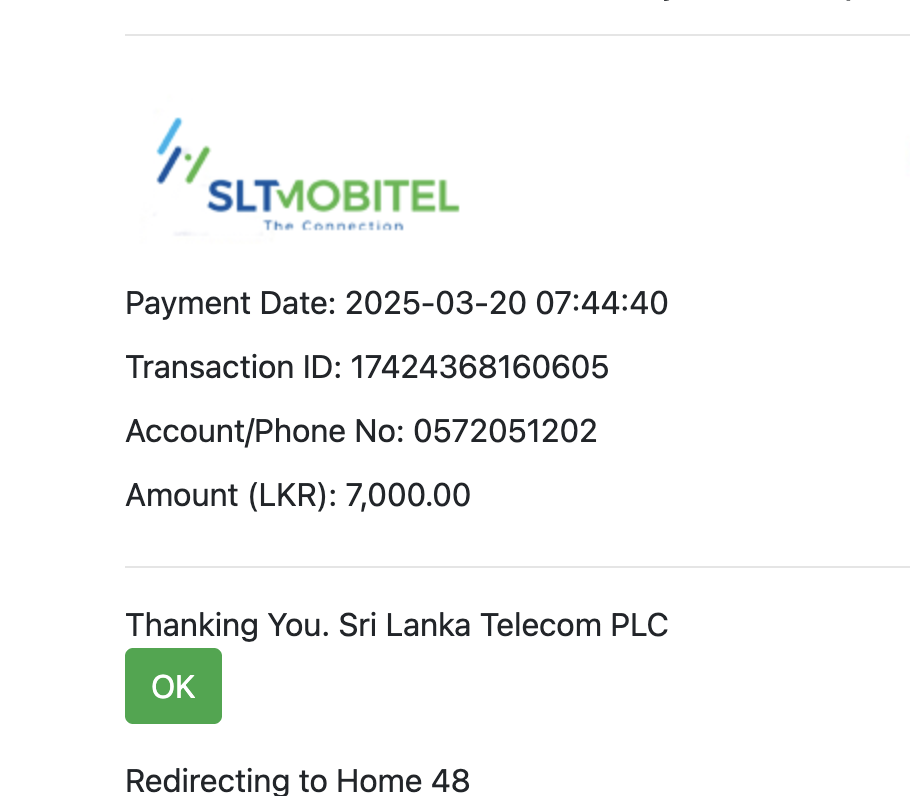 SLTMOBITEL
The Connection
Payment Date: 2025-03-20 07:44:40
Transaction ID: 17424368160605
Account/Phone No: 0572051202
Amount (LKR): 7,000.00
Thanking You. Sri Lanka Telecom PLC
OK
Redirecting to Home 48